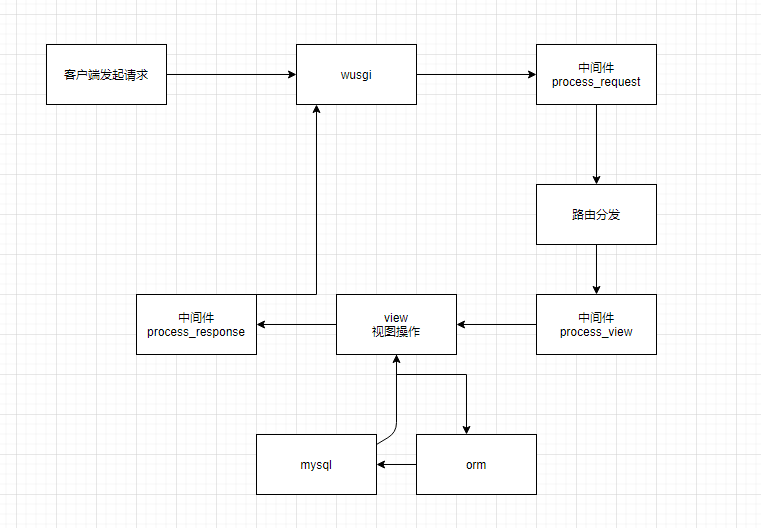 客户端发起请求
wusgi
中间件
process_request
路由分发
中间件
process_response
view
视图操作
中间件
process_view
mysql
orm